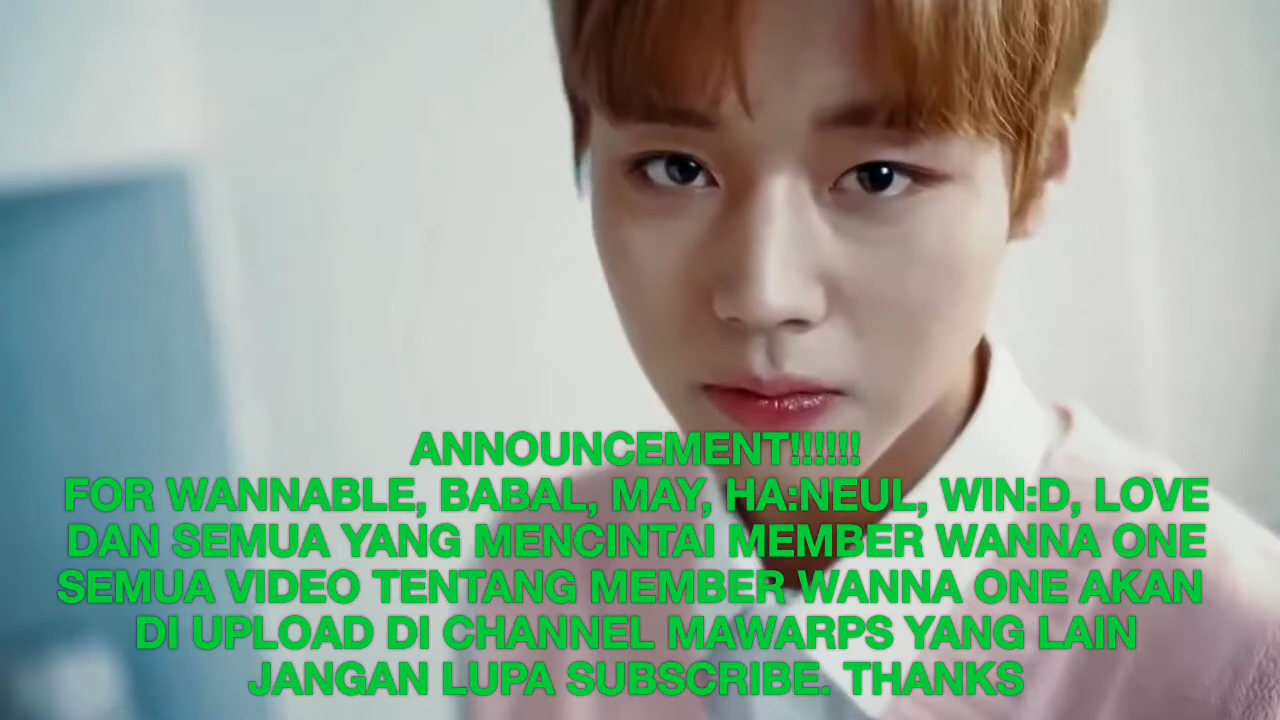 ANNOUNCEMENT!!!!!!
FOR WANNABLE, BABAL, MAY, HA:NEUL, WIN:D, LOVE
DAN SEMUA YANG MENCINTAI MEMBER WANNA ONE
SEMUA VIDEO TENTANG MEMBER WANNA ONE AKAN
DI UPLOAD DI CHANNEL MAWARPS YANG LAIN
JANGAN LUPA SUBSCRIBE. THANKS